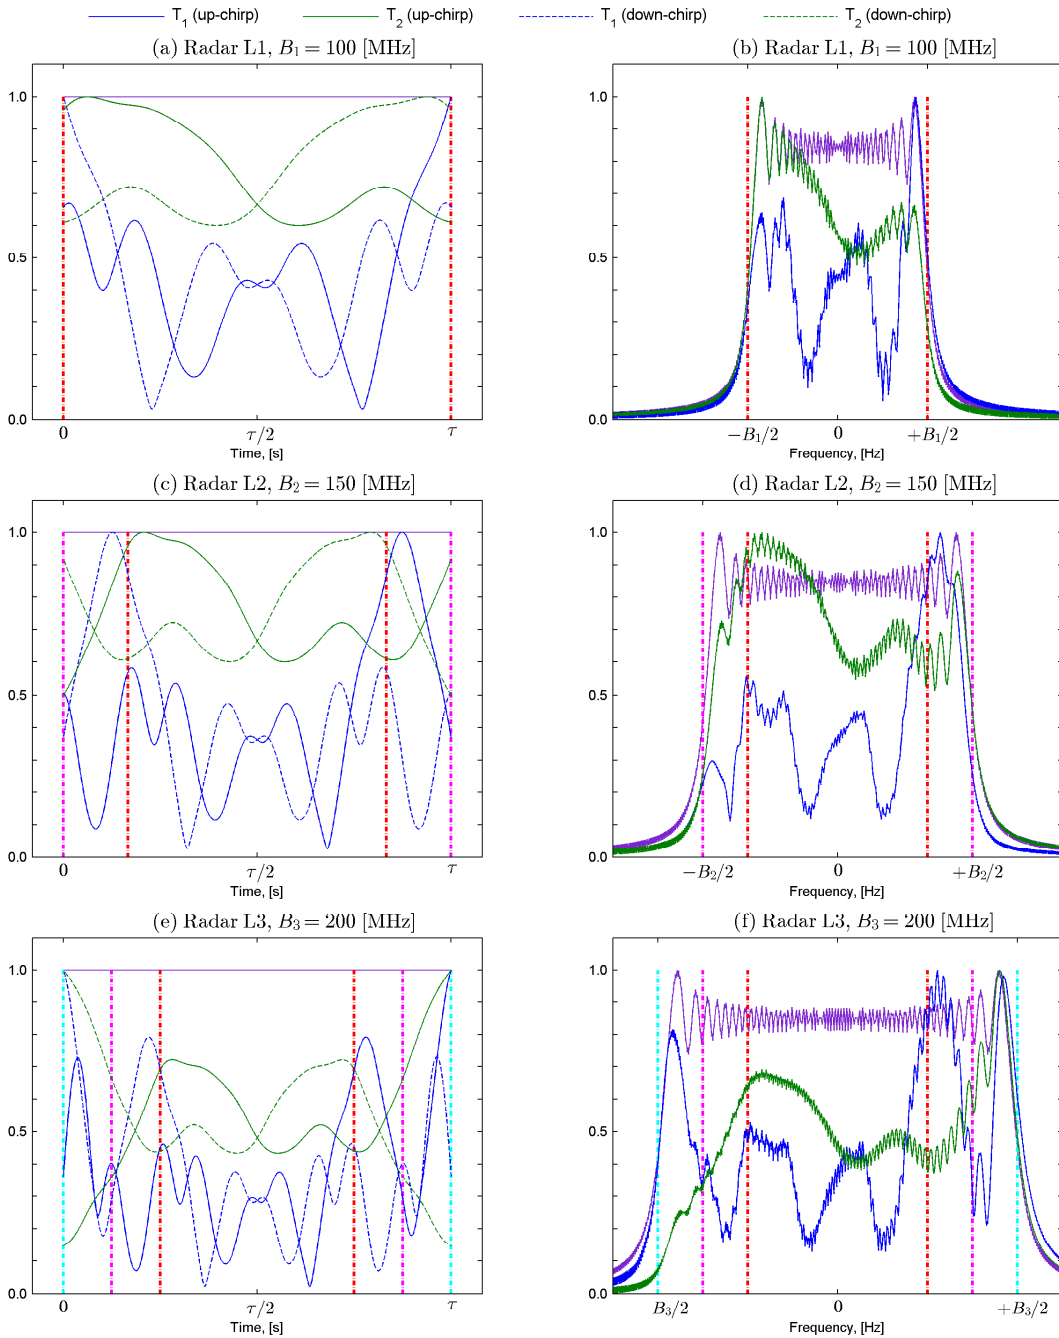 T1 (up-chirp) T2 (up-chirp) T1 (down-chirp) T2 (down-chirp)
(a) Radar L1, B1 = 100 [MHz]
1.0
0.5
0.0
0 τ/2 τ
Time, [s]
(b) Radar L1, B1 = 100 [MHz]
1.0
0.5
0.0
−B1/2 0 +B1/2
Frequency, [Hz]
(c) Radar L2, B2 = 150 [MHz]
1.0
0.5
0.0
0 τ/2 τ
Time, [s]
(d) Radar L2, B2 = 150 [MHz]
1.0
0.5
0.0
−B2/2 0 +B2/2
Frequency, [Hz]
(e) Radar L3, B3 = 200 [MHz]
1.0
0.5
0.0
0 τ/2 τ
Time, [s]
(f) Radar L3, B3 = 200 [MHz]
1.0
0.5
0.0
B3/2 0 +B3/2
Frequency, [Hz]